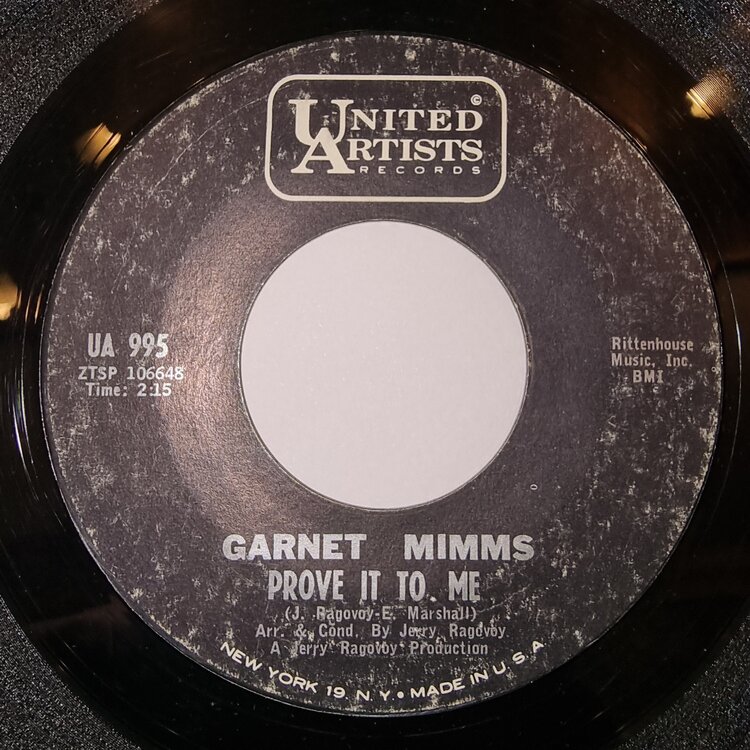 UNITED ©
ARTISTS
RECORDS
UA 995
ZTSP 106648
Time: 2:15
Rittenhouse
Music, Inc.
BMI
GARNET MIMMS
PROVE IT TO. ME
(J. Ragovoy-E. Marshall)
Arr. & Cond. By Jerry Ragovoy
A Jerry Ragovoy Production
NEW YORK 19 N Y • MADE IN U S A